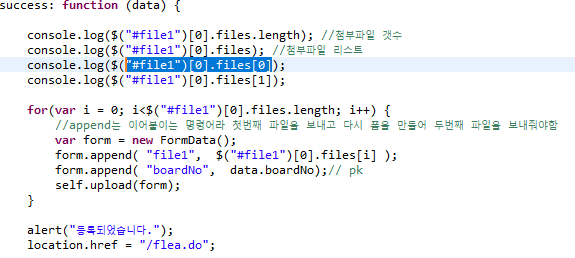 success: function (data) {
console.log($("#file1")[0].files.length); //첨부파일 갯수
console.log($("#file1")[0].files); //첨부파일 리스트
console.log($("#file1")[0].files[0]);
console.log($("#file1")[0].files[1]);
for(var i = 0; i<$("#file1")[0].files.length; i++) {
//append는 이어붙이는 명령어라 첫번째 파일을 보내고 다시 폼을 만들어 두번째 파일을 보내줘야함
var form = new FormData();
form.append( "file1", $("#file1")[0].files[i] );
form.append( "boardNo", data.boardNo);// pk
self.upload(form);
}
alert("등록되었습니다.");
location.href = "/flea.do";